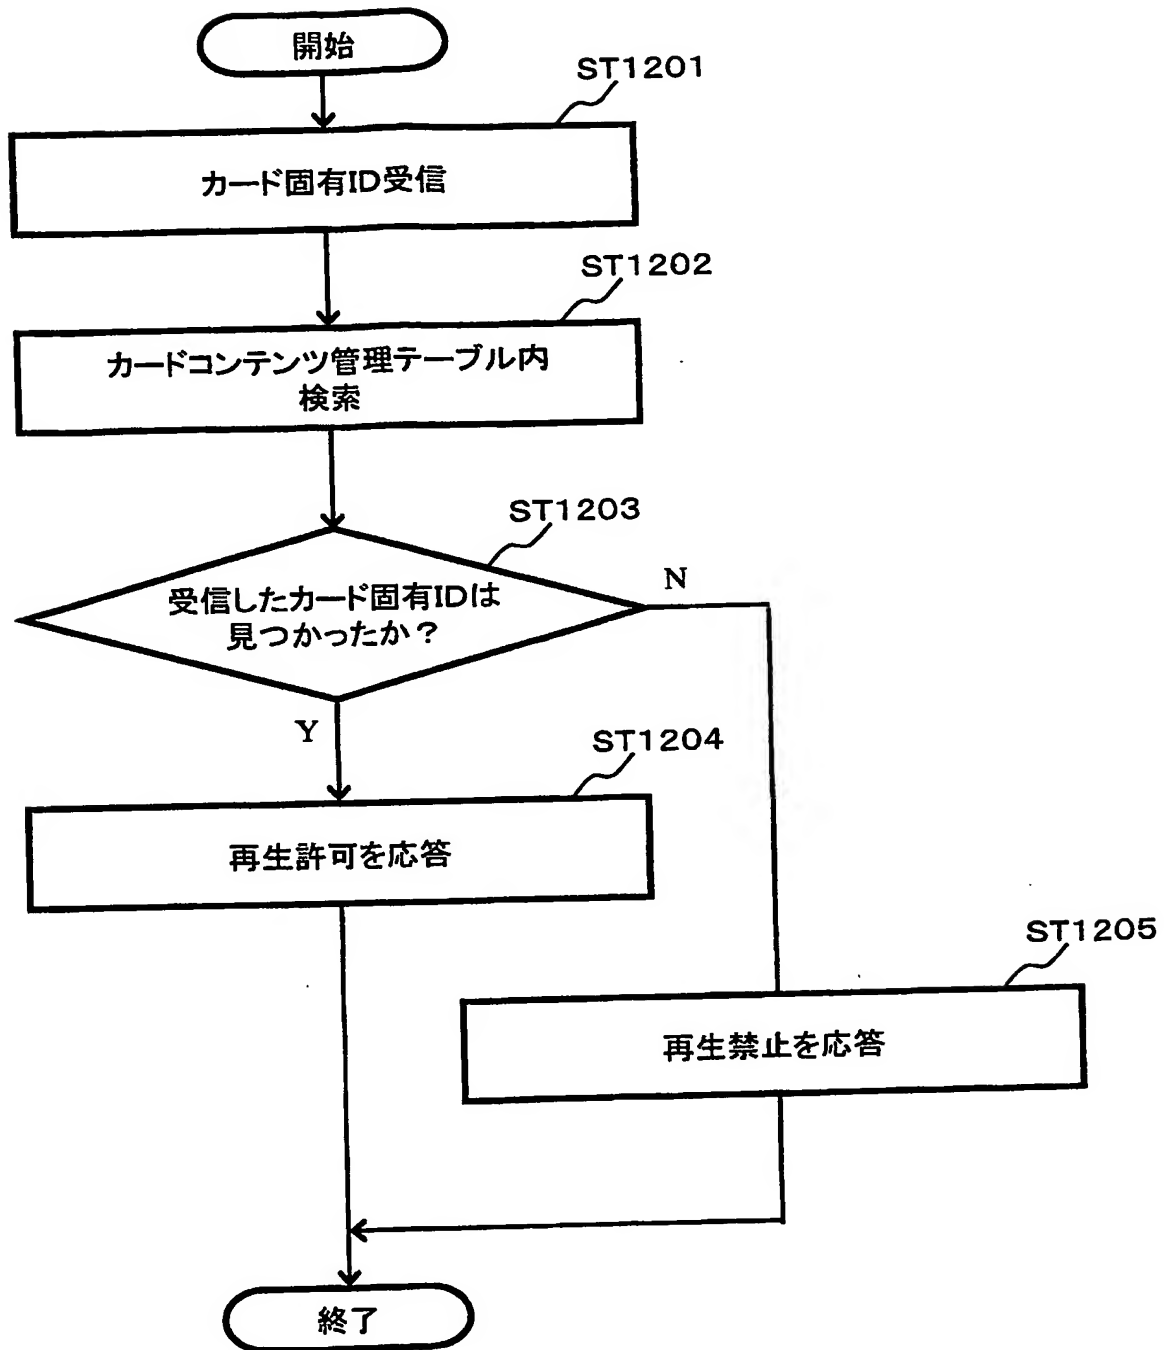 開始
ST1201
カード固有ID受信
ST1202
カードコンテンツ管理テーブル内
検索
ST1203
受信したカード固有IDは
見つかったか？
N
Y
ST1204
再生許可を応答
ST1205
再生禁止を応答
終了